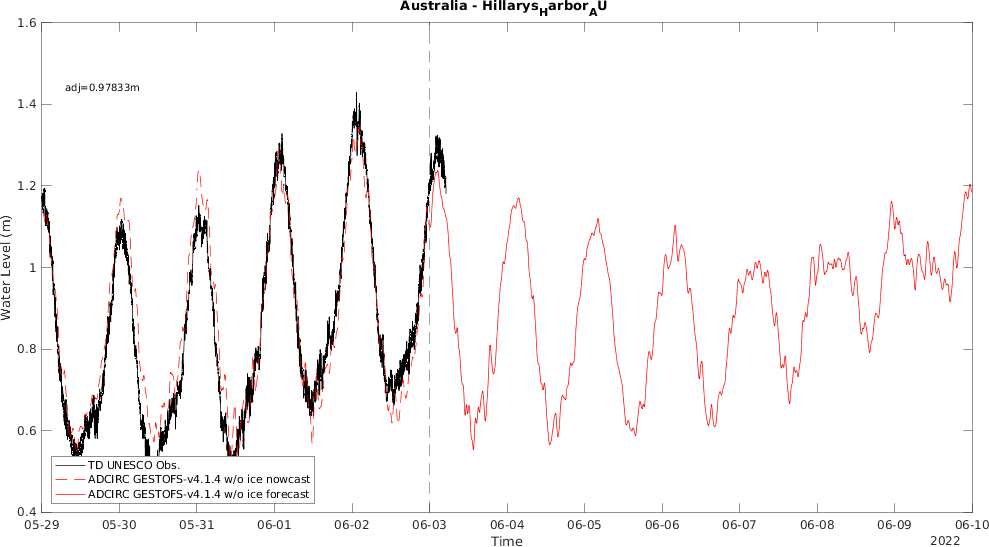 Australia - HillarysHarborAU
1.6
1.4
1.2
1
0.8
0.6
0.4
Water Level (m)
adj=0.97833m
TD UNESCO Obs.
ADCIRC GESTOFS-v4.1.4 w/o ice nowcast
ADCIRC GESTOFS-v4.1.4 w/o ice forecast
05-29 05-30 05-31 06-01 06-02 06-03 06-04 06-05 06-06 06-07 06-08 06-09 06-10
Time
2022